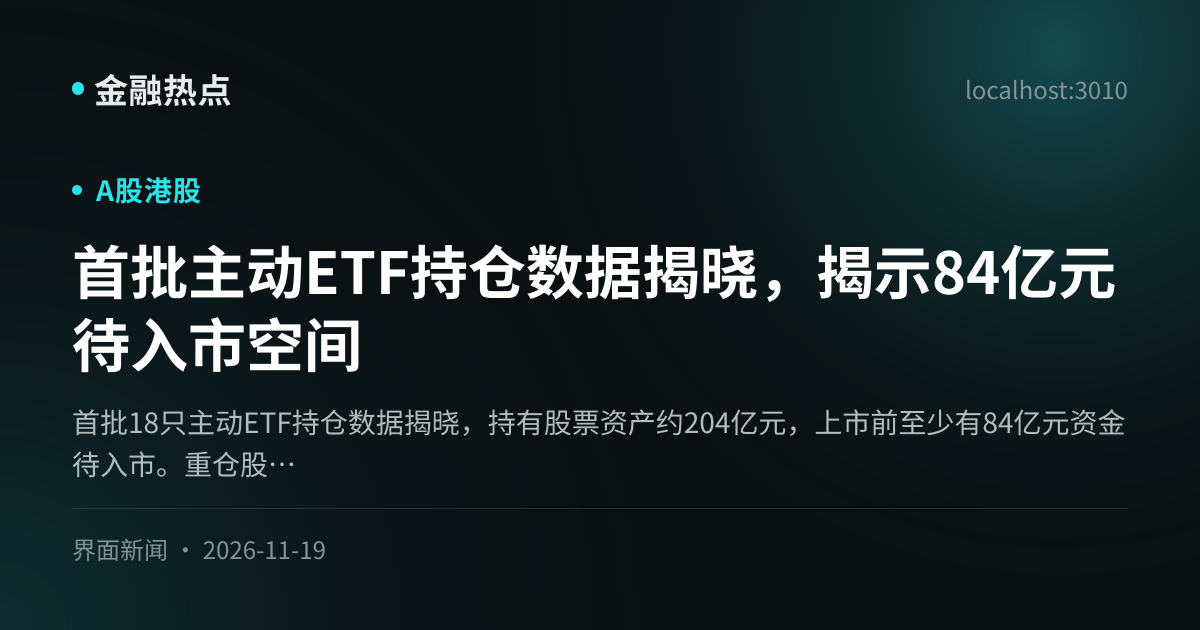 金融热点
localhost:3010
A股港股
首批主动ETF持仓数据揭晓，揭示84亿元
待入市空间
首批18只主动ETF持仓数据揭晓，持有股票资产约204亿元，上市前至少有84亿元资金
待入市。重仓股…
界面新闻 · 2026-11-19